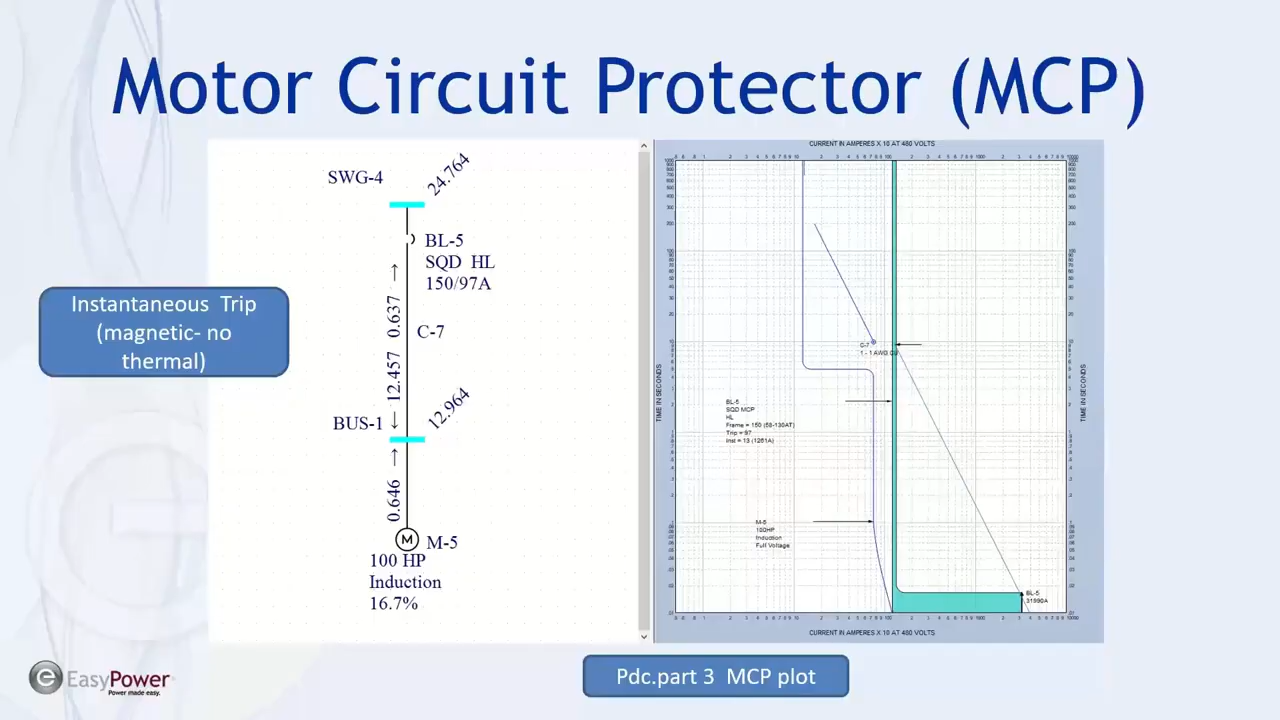 Motor Circuit Protector (MCP)
SWG-4
24.764
BL-5
SQD HL
150/97A
0.637
C-7
12.457
BUS-1
12.964
0.646
M
M-5
100 HP
Induction
16.7%
Instantaneous Trip
(magnetic- no
thermal)
CURRENT IN AMPERES X 10 AT 480 VOLTS
TIME IN SECONDS
TIME IN SECONDS
C-7
1 - 1 AWG CU
BL-5
SQD MCP
HL
Frame = 150 (58-130AT)
Trip = 97
Inst = 13 (1261A)
M-5
100HP
Induction
Full Voltage
BL-5
31990A
CURRENT IN AMPERES X 10 AT 480 VOLTS
Pdc.part 3 MCP plot
e EasyPower
Power made easy.